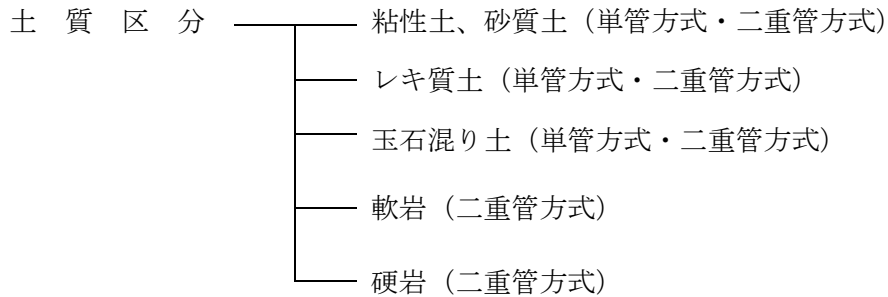 土質区分
粘性土、砂質土（単管方式・二重管方式）
レキ質土（単管方式・二重管方式）
玉石混り土（単管方式・二重管方式）
軟岩（二重管方式）
硬岩（二重管方式）